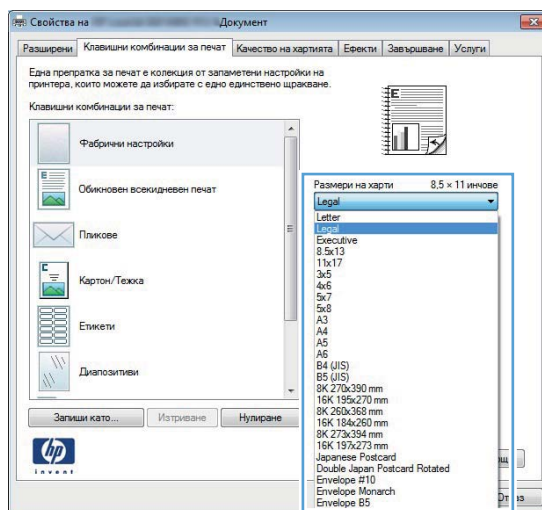 Свойства на Документ
Разширени Клавишни комбинации за печат Качество на хартията Ефекти Завършване Услуги
Една препратка за печат е колекция от запаметени настройки на
принтера, които можете да избирате с едно единствено щракване.
Клавишни комбинации за печат:
Фабрични настройки
Обикновен всекидневен печат
Пликове
Картон/Тежка
Етикети
Диапозитиви
Запиши като... Изтриване Нулиране
hp
invent
E
Размери на харти 8,5 × 11 инчове
Legal
Letter
Legal
Executive
8.5x13
11x17
3x5
4x6
5x7
5x8
A3
A4
A5
A6
B4 (JIS)
B5 (JIS)
8K 270x390 mm
16K 195x270 mm
8K 260x368 mm
16K 184x260 mm
8K 273x394 mm
16K 197x273 mm
Japanese Postcard
Double Japan Postcard Rotated
Envelope #10
Envelope Monarch
Envelope B5